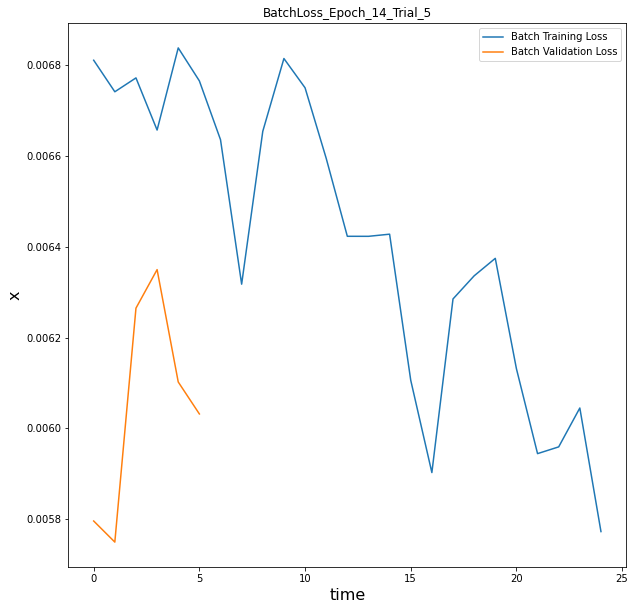 BatchLoss_Epoch_14_Trial_5
Batch Training Loss
Batch Validation Loss
0.0068
0.0066
0.0064
0.0062
0.0060
0.0058
x
0 5 10 15 20 25
time